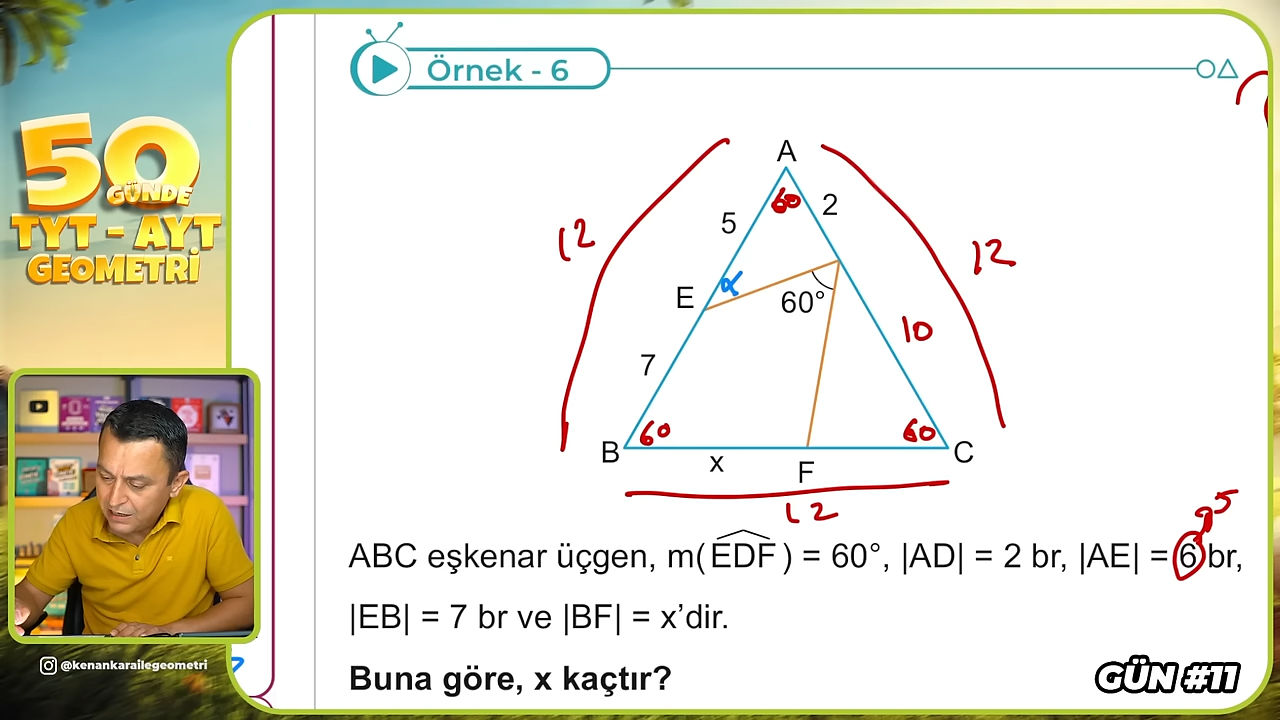 50
GÜNDE
TYT - AYT
GEOMETRİ
@kenankarailegeometri
Örnek - 6
A
60
5
2
12
12
E
α
60°
10
7
B
60
60
C
x
F
12
5
ABC eşkenar üçgen, m(EDF) = 60°, |AD| = 2 br, |AE| = 6 br,
|EB| = 7 br ve |BF| = x'dir.
Buna göre, x kaçtır?
GÜN #11